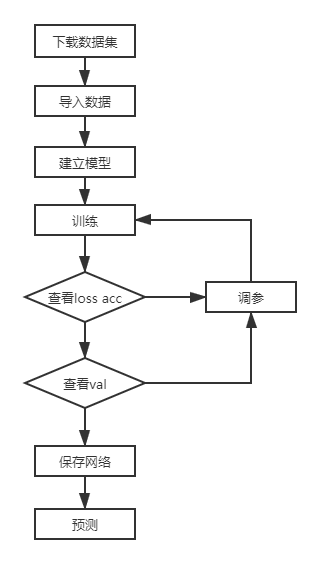 下载数据集
导入数据
建立模型
训练
查看loss acc
调参
查看val
保存网络
预测